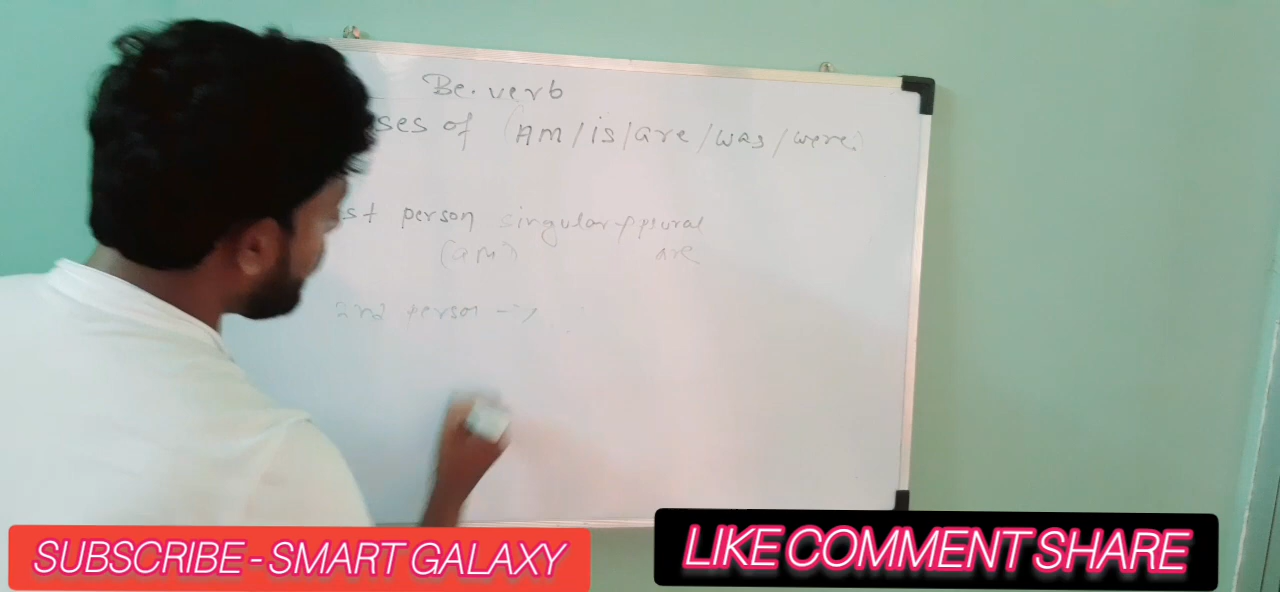 Be. verb
ses of (AM/is/are/was/were)
st person singular
(am) are
2nd person ->
SUBSCRIBE - SMART GALAXY
LIKE COMMENT SHARE